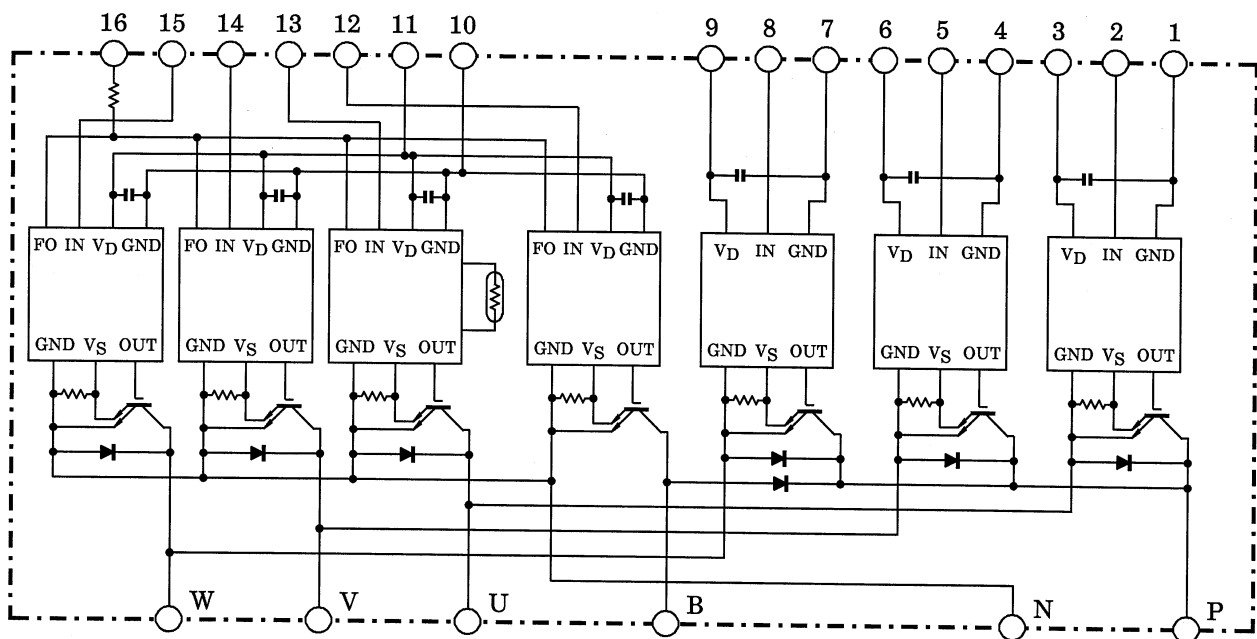 16 15 14 13 12 11 10 9 8 7 6 5 4 3 2 1
FO IN VD GND FO IN VD GND FO IN VD GND FO IN VD GND VD IN GND VD IN GND VD IN GND
GND VS OUT GND VS OUT GND VS OUT GND VS OUT GND VS OUT GND VS OUT GND VS OUT
W V U B N P